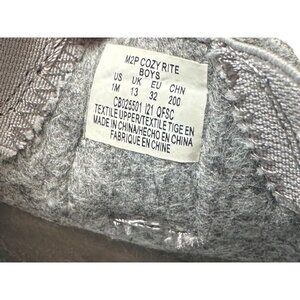 M2P COZY RITE
BOYS
US UK EU CHN
1M 13 32 200
CB025501 I21 QFSC
TEXTILE UPPER/TEXTILE TIGE EN
MADE IN CHINA/HECHO EN CHINA
FABRIQUE EN CHINE